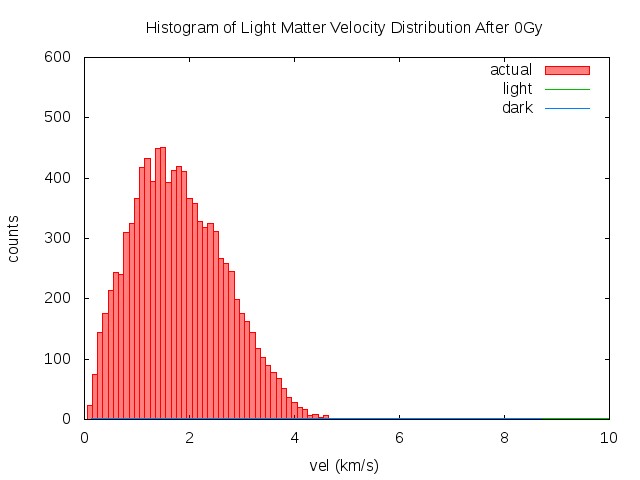 Histogram of Light Matter Velocity Distribution After 0Gy
600
500
400
300
200
100
0
counts
actual
light
dark
0 2 4 6 8 10
vel (km/s)